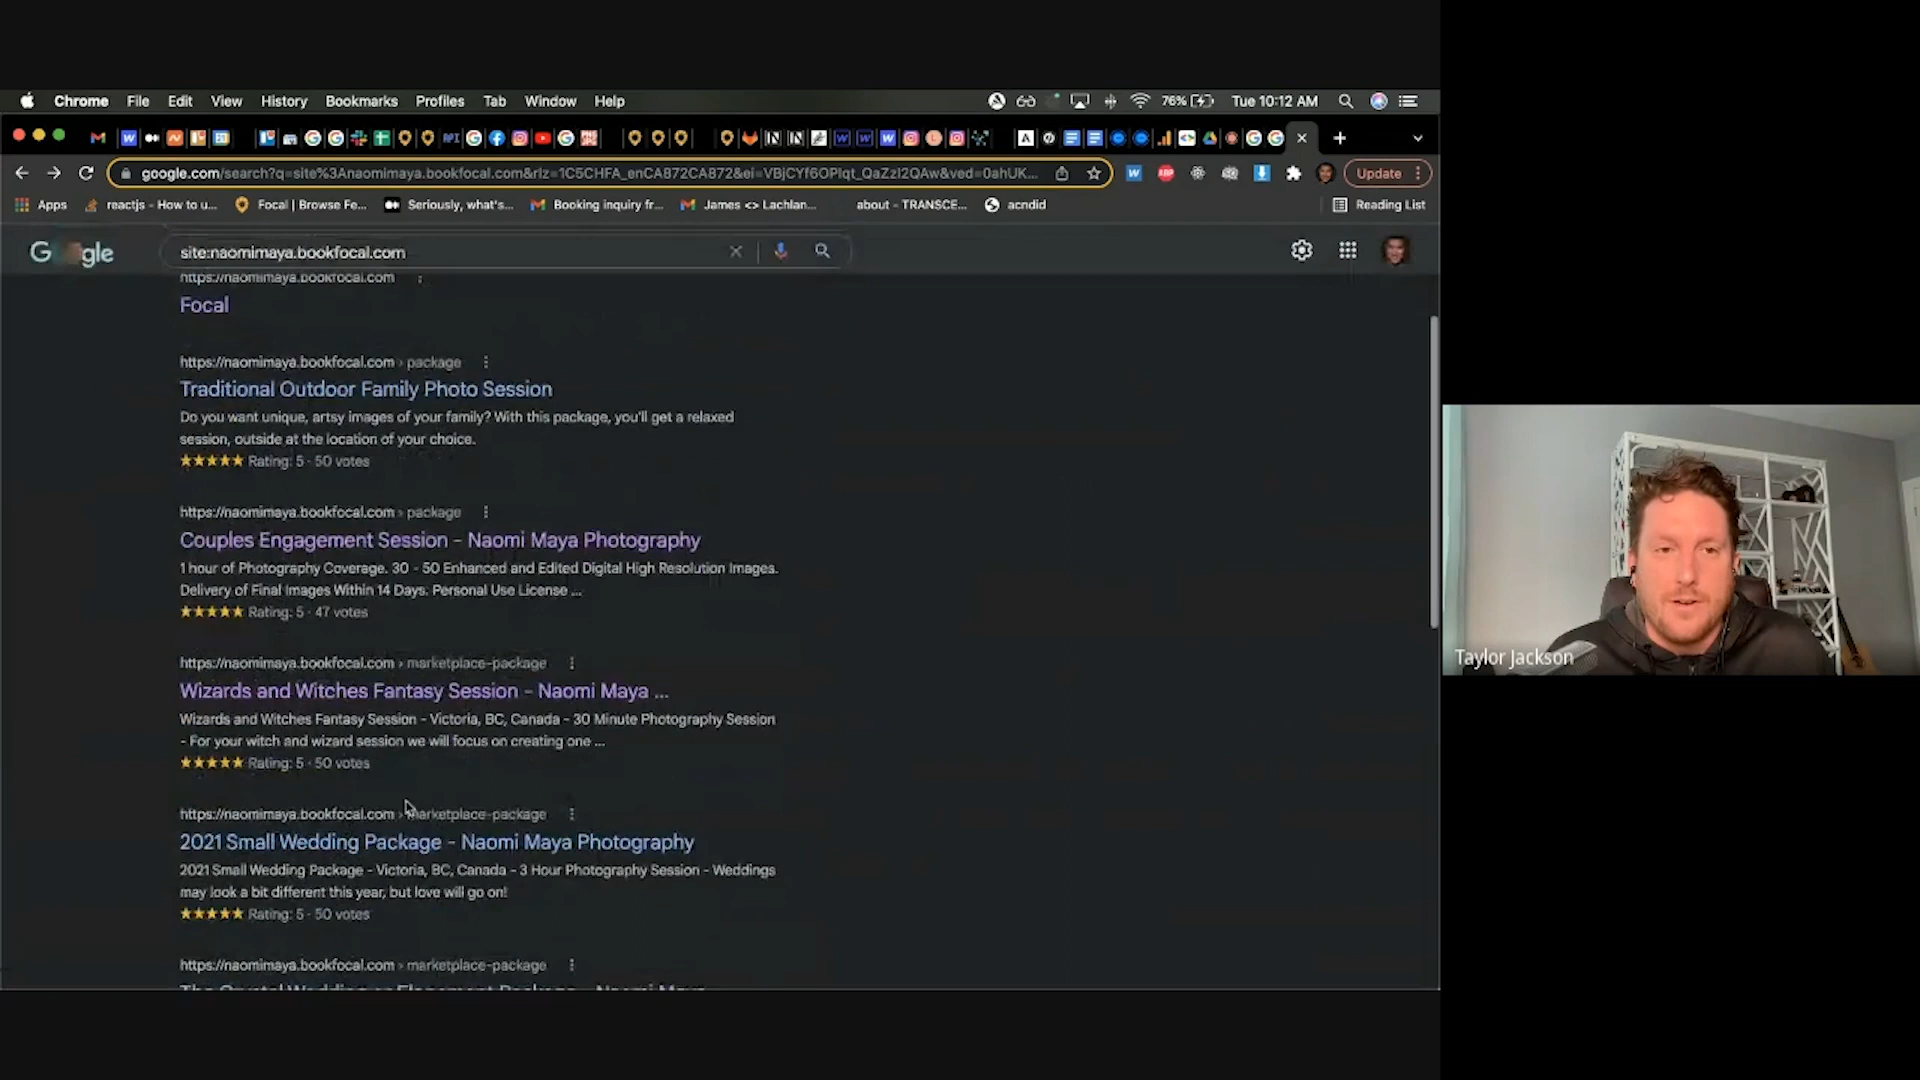 Chrome File Edit View History Bookmarks Profiles Tab Window Help 76% Tue 10:12 AM
google.com/search?q=site%3Anaomimaya.bookfocal.com&rlz=1C5CHFA_enCA872CA872&ei=VBjCYf6OPIqt_QaZzI2QAw&ved=0ahUK... Update
Apps reactjs - How to u... Focal | Browse Fe... Seriously, what's... Booking inquiry fr... James <> Lachlan... about - TRANSCE... acndid Reading List
site:naomimaya.bookfocal.com
https://naomimaya.bookfocal.com
Focal
https://naomimaya.bookfocal.com › package
Traditional Outdoor Family Photo Session
Do you want unique, artsy images of your family? With this package, you'll get a relaxed
session, outside at the location of your choice.
Rating: 5 · 50 votes
https://naomimaya.bookfocal.com › package
Couples Engagement Session - Naomi Maya Photography
1 hour of Photography Coverage. 30 - 50 Enhanced and Edited Digital High Resolution Images.
Delivery of Final Images Within 14 Days. Personal Use License ...
Rating: 5 · 47 votes
https://naomimaya.bookfocal.com › marketplace-package
Wizards and Witches Fantasy Session - Naomi Maya ...
Wizards and Witches Fantasy Session - Victoria, BC, Canada - 30 Minute Photography Session
- For your witch and wizard session we will focus on creating one ...
Rating: 5 · 50 votes
Taylor Jackson
https://naomimaya.bookfocal.com › marketplace-package
2021 Small Wedding Package - Naomi Maya Photography
2021 Small Wedding Package - Victoria, BC, Canada - 3 Hour Photography Session - Weddings
may look a bit different this year, but love will go on!
Rating: 5 · 50 votes
https://naomimaya.bookfocal.com › marketplace-package